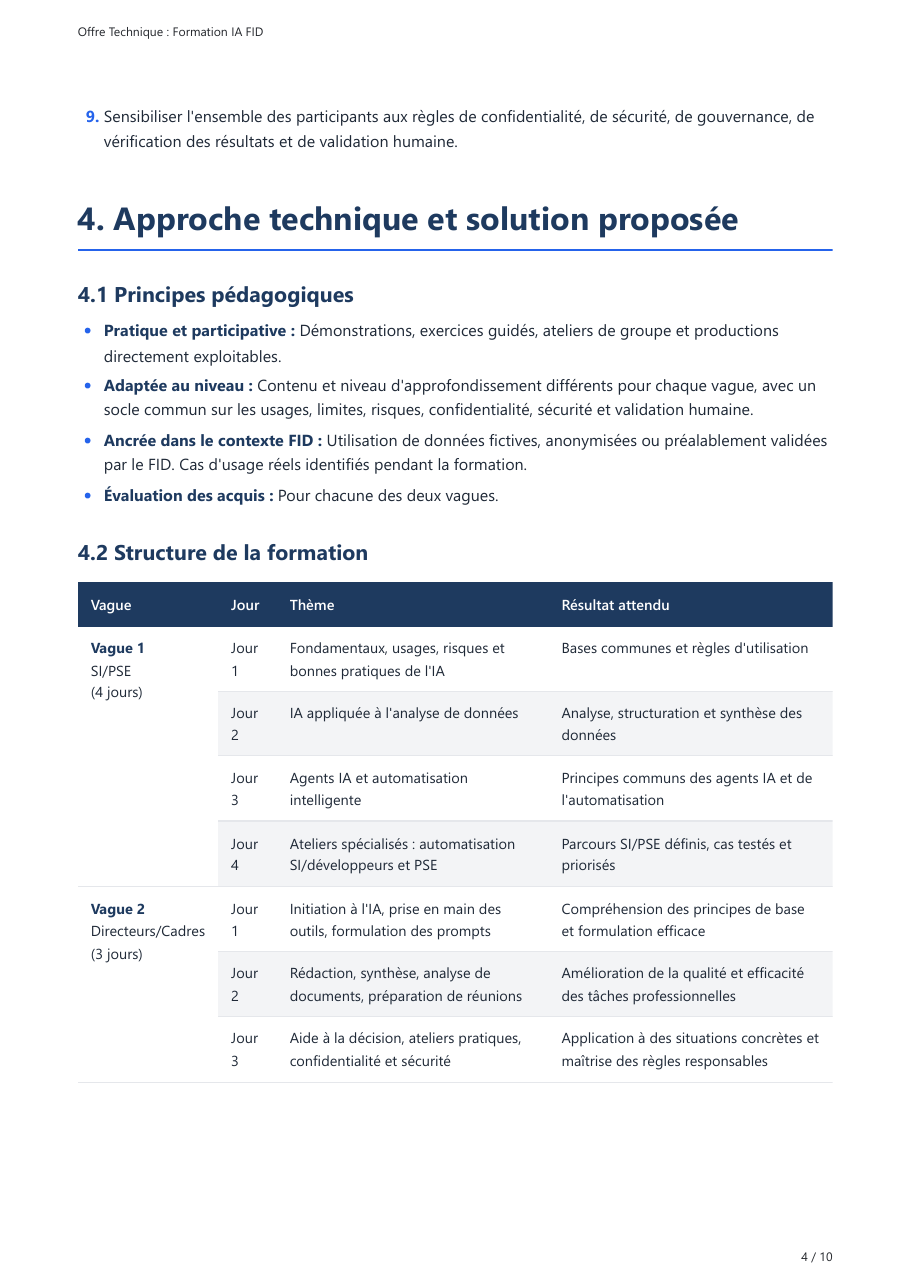 Offre Technique : Formation IA FID
9. Sensibiliser l'ensemble des participants aux règles de confidentialité, de sécurité, de gouvernance, de
vérification des résultats et de validation humaine.
4. Approche technique et solution proposée
4.1 Principes pédagogiques
• Pratique et participative : Démonstrations, exercices guidés, ateliers de groupe et productions
directement exploitables.
• Adaptée au niveau : Contenu et niveau d'approfondissement différents pour chaque vague, avec un
socle commun sur les usages, limites, risques, confidentialité, sécurité et validation humaine.
• Ancrée dans le contexte FID : Utilisation de données fictives, anonymisées ou préalablement validées
par le FID. Cas d'usage réels identifiés pendant la formation.
• Évaluation des acquis : Pour chacune des deux vagues.
4.2 Structure de la formation
Vague Jour Thème Résultat attendu
Vague 1 Jour Fondamentaux, usages, risques et Bases communes et règles d'utilisation
SI/PSE 1 bonnes pratiques de l'IA
(4 jours)
Jour IA appliquée à l'analyse de données Analyse, structuration et synthèse des
2 données
Jour Agents IA et automatisation Principes communs des agents IA et de
3 intelligente l'automatisation
Jour Ateliers spécialisés : automatisation Parcours SI/PSE définis, cas testés et
4 SI/développeurs et PSE priorisés
Vague 2 Jour Initiation à l'IA, prise en main des Compréhension des principes de base
Directeurs/Cadres 1 outils, formulation des prompts et formulation efficace
(3 jours)
Jour Rédaction, synthèse, analyse de Amélioration de la qualité et efficacité
2 documents, préparation de réunions des tâches professionnelles
Jour Aide à la décision, ateliers pratiques, Application à des situations concrètes et
3 confidentialité et sécurité maîtrise des règles responsables
4 / 10